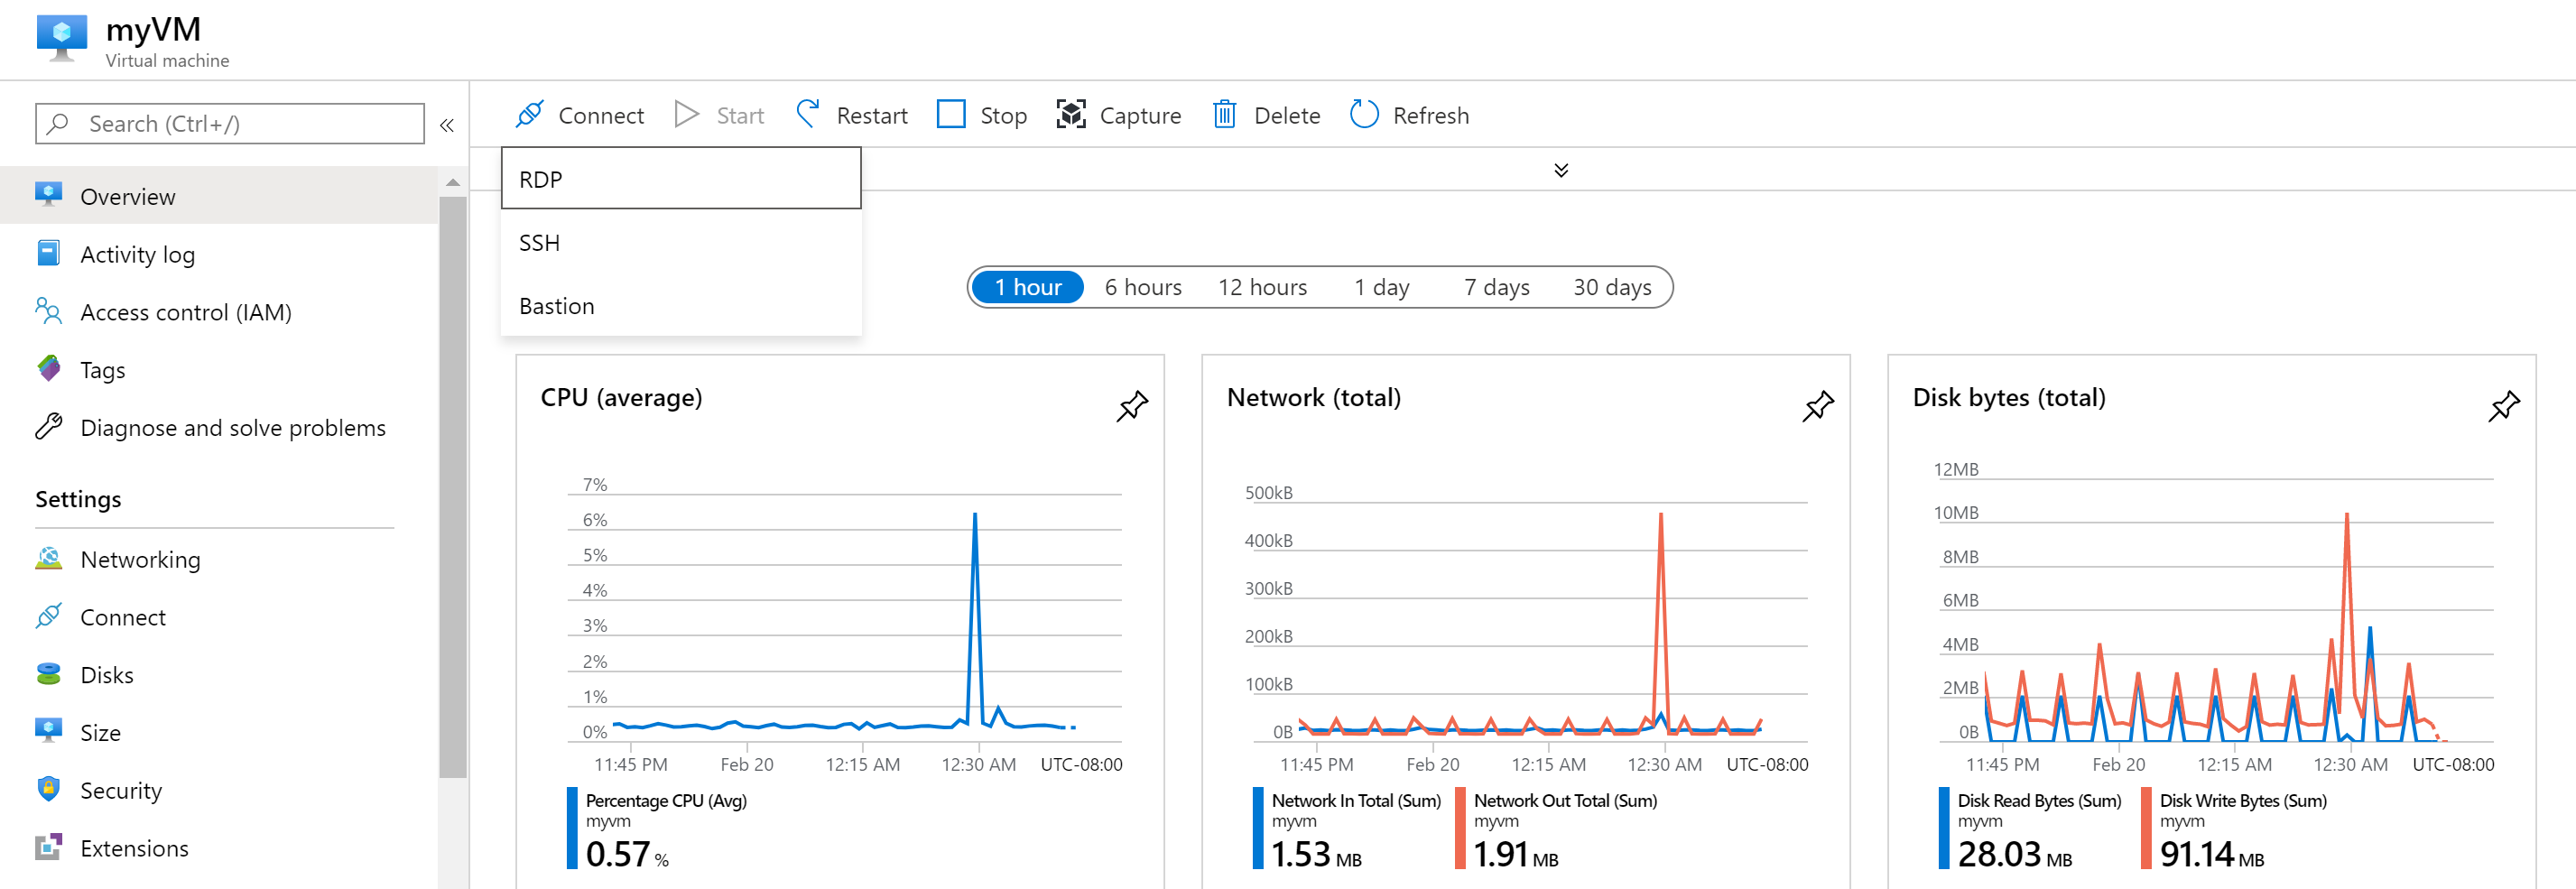 myVM
Virtual machine
Search (Ctrl+/)
Overview
Activity log
Access control (IAM)
Tags
Diagnose and solve problems
Settings
Networking
Connect
Disks
Size
Security
Extensions
Connect Start Restart Stop Capture Delete Refresh
RDP
SSH
Bastion
1 hour 6 hours 12 hours 1 day 7 days 30 days
CPU (average)
7%
6%
5%
4%
3%
2%
1%
0%
11:45 PM Feb 20 12:15 AM 12:30 AM UTC-08:00
Percentage CPU (Avg)
myvm
0.57 %
Network (total)
500kB
400kB
300kB
200kB
100kB
0B
11:45 PM Feb 20 12:15 AM 12:30 AM UTC-08:00
Network In Total (Sum)
myvm
1.53 MB
Network Out Total (Sum)
myvm
1.91 MB
Disk bytes (total)
12MB
10MB
8MB
6MB
4MB
2MB
0B
11:45 PM Feb 20 12:15 AM 12:30 AM UTC-08:00
Disk Read Bytes (Sum)
myvm
28.03 MB
Disk Write Bytes (Sum)
myvm
91.14 MB